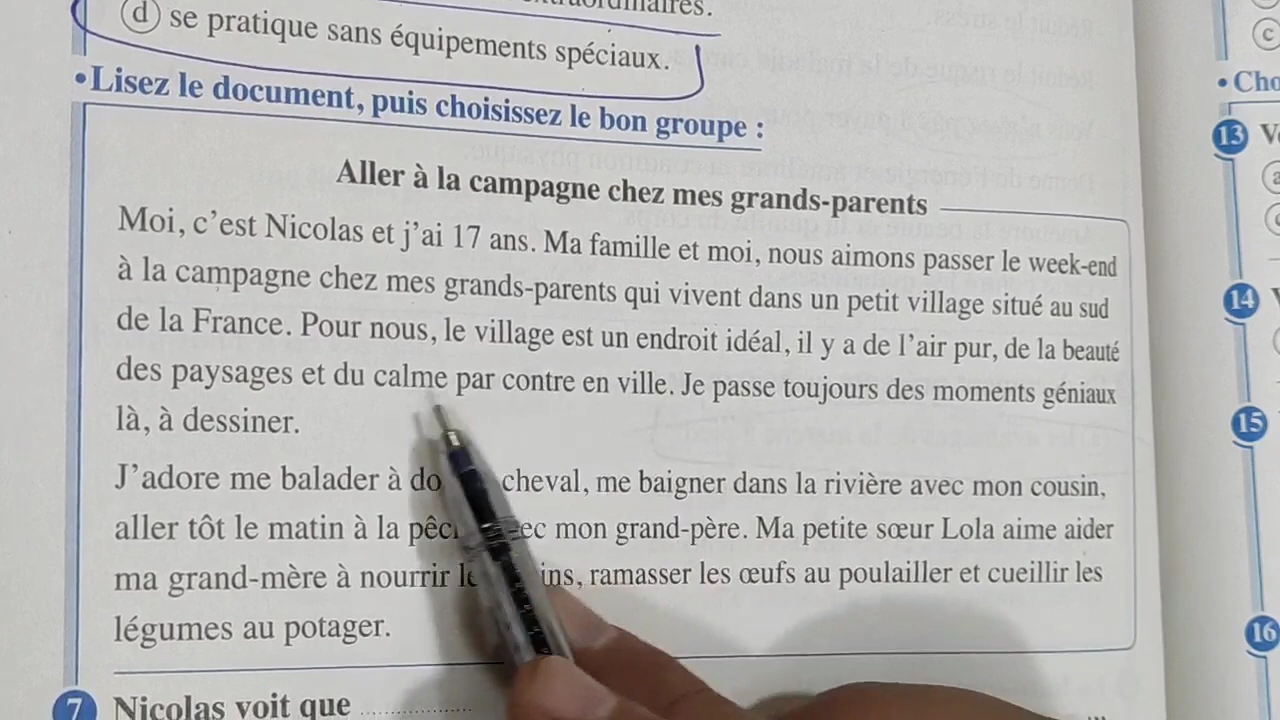 d se pratique sans équipements spéciaux.
•Lisez le document, puis choisissez le bon groupe :
Aller à la campagne chez mes grands-parents
Moi, c’est Nicolas et j’ai 17 ans. Ma famille et moi, nous aimons passer le week-end
à la campagne chez mes grands-parents qui vivent dans un petit village situé au sud
de la France. Pour nous, le village est un endroit idéal, il y a de l’air pur, de la beauté
des paysages et du calme par contre en ville. Je passe toujours des moments géniaux
là, à dessiner.
J’adore me balader à cheval, me baigner dans la rivière avec mon cousin,
aller tôt le matin à la mon grand-père. Ma petite sœur Lola aime aider
ma grand-mère à nourrir ramasser les œufs au poulailler et cueillir les
légumes au potager.
7 Nicolas voit que ..................
c
13
14
15
16